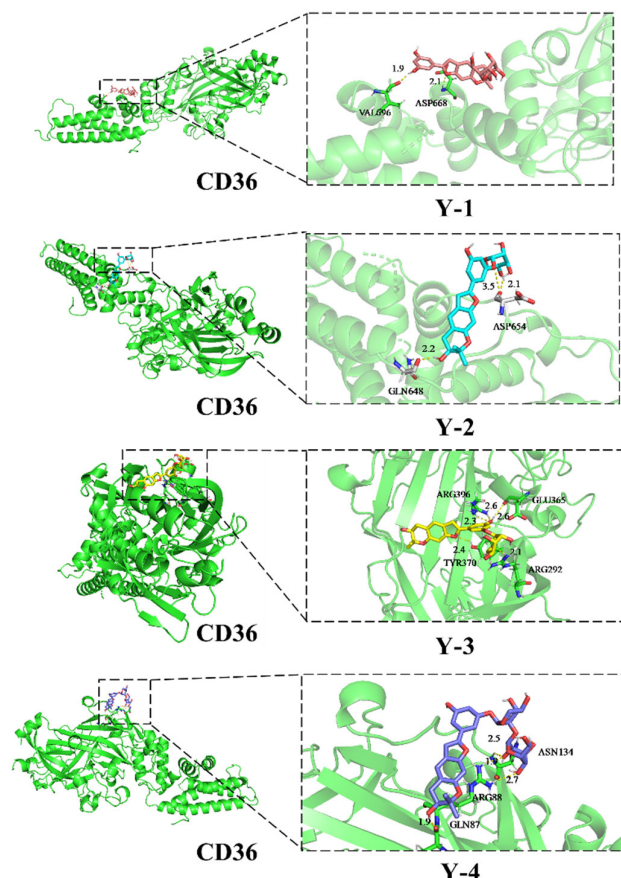 1.9
2.1
VAL696
ASP668
CD36
Y-1
3.5
2.1
ASP654
2.2
GLN648
CD36
Y-2
ARG396
2.6
GLU365
2.3
2.6
2.4
TYR370
2.1
ARG292
CD36
Y-3
2.5
ASN134
ARG88
2.7
1.9
GLN87
CD36
Y-4